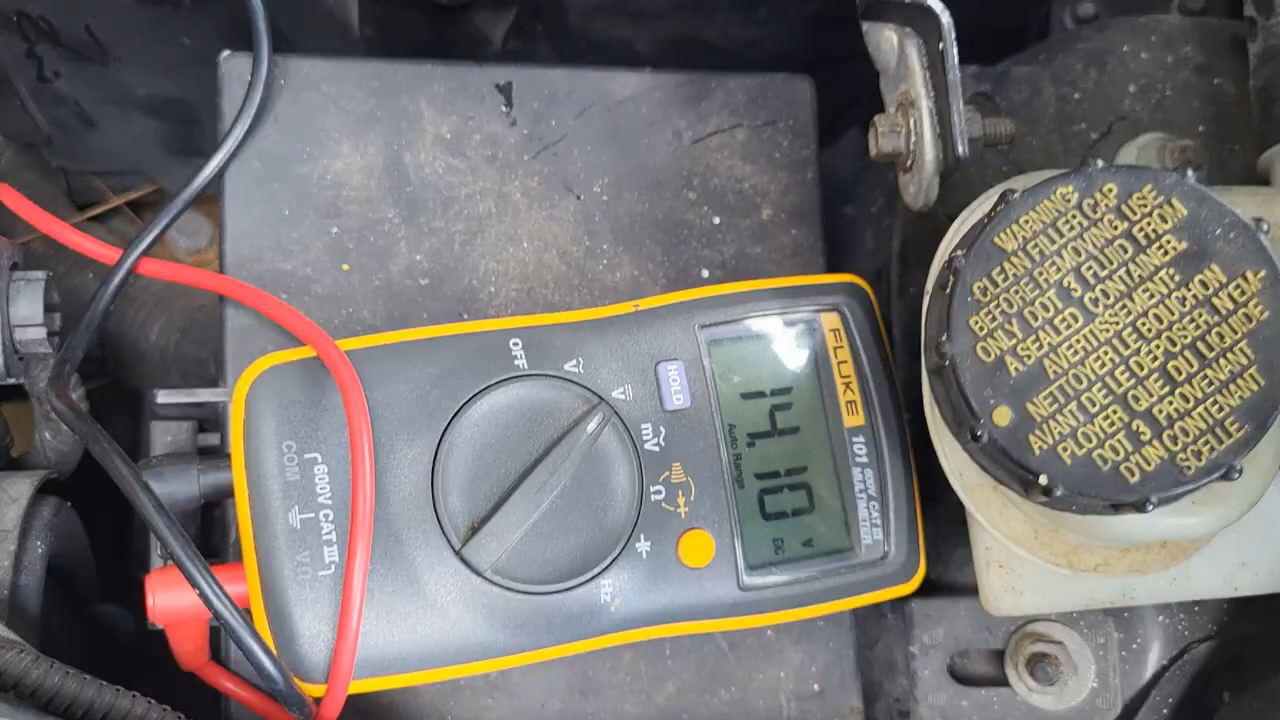 FLUKE
101 600V CAT III
MULTIMETER
14.10
V
DC
Auto Range
HOLD
OFF
V
V
mV
Ω
Hz
600V CAT III
COM
VΩ
WARNING:
CLEAN FILLER CAP
BEFORE REMOVING. USE
ONLY DOT 3 FLUID FROM
A SEALED CONTAINER.
AVERTISSEMENT:
NETTOYER LE BOUCHON
AVANT DE LE DÉPOSER N'EM-
PLOYER QUE DU LIQUIDE
DOT 3 PROVENANT
D'UN CONTENANT
SCELLE